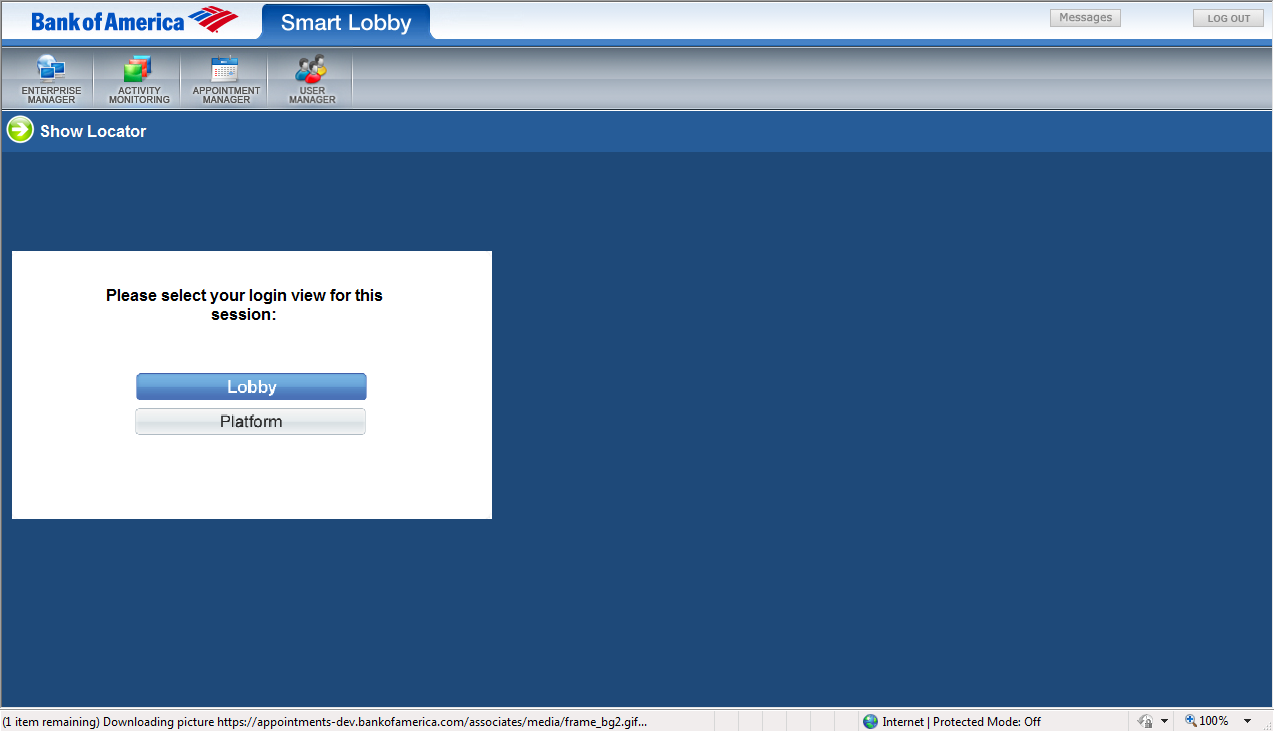 Bank of America
Smart Lobby
Messages
LOG OUT
ENTERPRISE
MANAGER
ACTIVITY
MONITORING
APPOINTMENT
MANAGER
USER
MANAGER
Show Locator
Please select your login view for this
session:
Lobby
Platform
(1 item remaining) Downloading picture https://appointments-dev.bankofamerica.com/associates/media/frame_bg2.gif...
Internet | Protected Mode: Off
100%